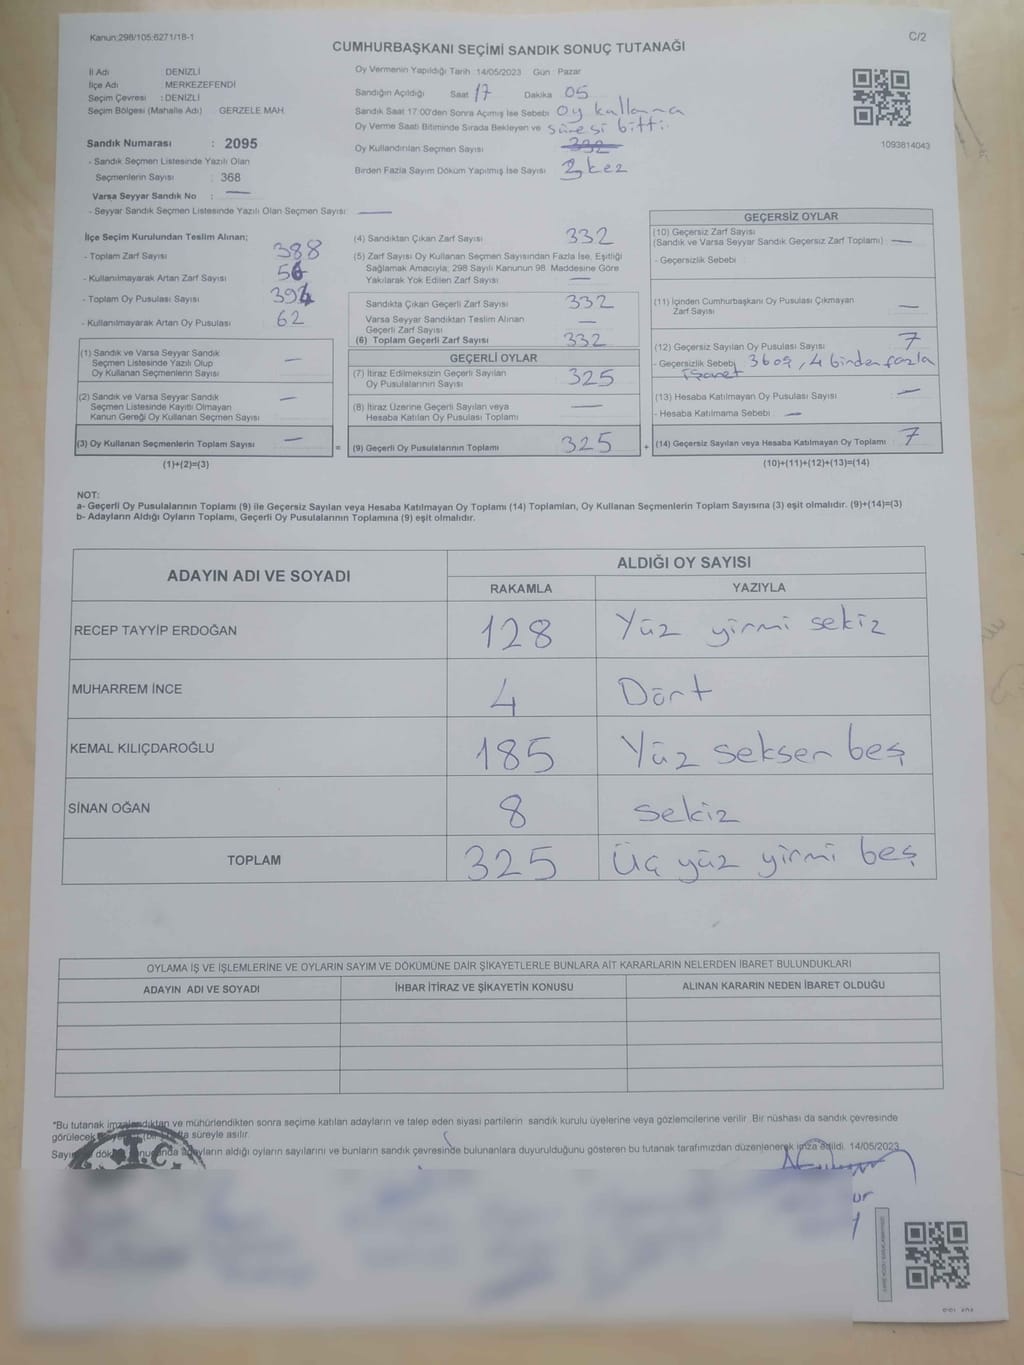 Kanun:298/105:6271/18-1
C/2
CUMHURBAŞKANI SEÇİMİ SANDIK SONUÇ TUTANAĞI
İl Adı : DENİZLİ
İlçe Adı : MERKEZEFENDİ
Seçim Çevresi : DENİZLİ
Seçim Bölgesi (Mahalle Adı) : GERZELE MAH.
Sandık Numarası : 2095
- Sandık Seçmen Listesinde Yazılı Olan
Seçmenlerin Sayısı : 368
Varsa Seyyar Sandık No : —
- Seyyar Sandık Seçmen Listesinde Yazılı Olan Seçmen Sayısı: —
Oy Vermenin Yapıldığı Tarih : 14/05/2023 Gün : Pazar
Sandığın Açıldığı Saat 17 Dakika 05
Sandık Saat 17:00'den Sonra Açımış İse Sebebi Oy kullanma
Oy Verme Saati Bitiminde Sırada Bekleyen ve süresi bitti.
Oy Kullandırılan Seçmen Sayısı 332
Birden Fazla Sayım Döküm Yapılmış İse Sayısı 2 kez
1093814043
İlçe Seçim Kurulundan Teslim Alınan;
- Toplam Zarf Sayısı 388
- Kullanılmayarak Artan Zarf Sayısı 56
- Toplam Oy Pusulası Sayısı 394
- Kullanılmayarak Artan Oy Pusulası 62
(1) Sandık ve Varsa Seyyar Sandık
Seçmen Listesinde Yazılı Olup
Oy Kullanan Seçmenlerin Sayısı —
(2) Sandık ve Varsa Seyyar Sandık
Seçmen Listesinde Kayıtlı Olmayan
Kanun Gereği Oy Kullanan Seçmen Sayısı —
(3) Oy Kullanan Seçmenlerin Toplam Sayısı —
(1)+(2)=(3)
(4) Sandıktan Çıkan Zarf Sayısı 332
(5) Zarf Sayısı Oy Kullanan Seçmen Sayısından Fazla İse, Eşitliği
Sağlamak Amacıyla; 298 Sayılı Kanunun 98. Maddesine Göre
Yakılarak Yok Edilen Zarf Sayısı —
Sandıkta Çıkan Geçerli Zarf Sayısı 332
Varsa Seyyar Sandıktan Teslim Alınan
Geçerli Zarf Sayısı —
(6) Toplam Geçerli Zarf Sayısı 332
GEÇERLİ OYLAR
(7) İtiraz Edilmeksizin Geçerli Sayılan
Oy Pusulalarının Sayısı 325
(8) İtiraz Üzerine Geçerli Sayılan veya
Hesaba Katılan Oy Pusulaları Toplamı —
=
(9) Geçerli Oy Pusulalarının Toplamı 325
+
GEÇERSİZ OYLAR
(10) Geçersiz Zarf Sayısı
(Sandık ve Varsa Seyyar Sandık Geçersiz Zarf Toplamı) —
- Geçersizlik Sebebi :
(11) İçinden Cumhurbaşkanı Oy Pusulası Çıkmayan
Zarf Sayısı —
(12) Geçersiz Sayılan Oy Pusulası Sayısı 7
- Geçersizlik Sebebi 3 boş, 4 birden fazla
İşaret
(13) Hesaba Katılmayan Oy Pusulası Sayısı —
- Hesaba Katılmama Sebebi —
(14) Geçersiz Sayılan veya Hesaba Katılmayan Oy Toplamı 7
(10)+(11)+(12)+(13)=(14)
NOT:
a- Geçerli Oy Pusulalarının Toplamı (9) ile Geçersiz Sayılan veya Hesaba Katılmayan Oy Toplamı (14) Toplamları, Oy Kullanan Seçmenlerin Toplam Sayısına (3) eşit olmalıdır. (9)+(14)=(3)
b- Adayların Aldığı Oyların Toplamı, Geçerli Oy Pusulalarının Toplamına (9) eşit olmalıdır.
ADAYIN ADI VE SOYADI
ALDIĞI OY SAYISI
RAKAMLA YAZIYLA
RECEP TAYYİP ERDOĞAN 128 Yüz yirmi sekiz
MUHARREM İNCE 4 Dört
KEMAL KILIÇDAROĞLU 185 Yüz seksen beş
SİNAN OĞAN 8 sekiz
TOPLAM 325 Üç yüz yirmi beş
OYLAMA İŞ VE İŞLEMLERİNE VE OYLARIN SAYIM VE DÖKÜMÜNE DAİR ŞİKAYETLERLE BUNLARA AİT KARARLARIN NELERDEN İBARET BULUNDUKLARI
ADAYIN ADI VE SOYADI İHBAR İTİRAZ VE ŞİKAYETİN KONUSU ALINAN KARARIN NEDEN İBARET OLDUĞU
*Bu tutanak imzalandıktan ve mühürlendikten sonra seçime katılan adayların ve talep eden siyasi partilerin sandık kurulu üyelerine veya gözlemcilerine verilir. Bir nüshası da sandık çevresinde
görülecek süreyle asılır.
adayların aldığı oyların sayılarını ve bunların sandık çevresinde bulunanlara duyurulduğunu gösteren bu tutanak tarafımızdan düzenlenerek imza edildi. 14/05/2023
T.C.